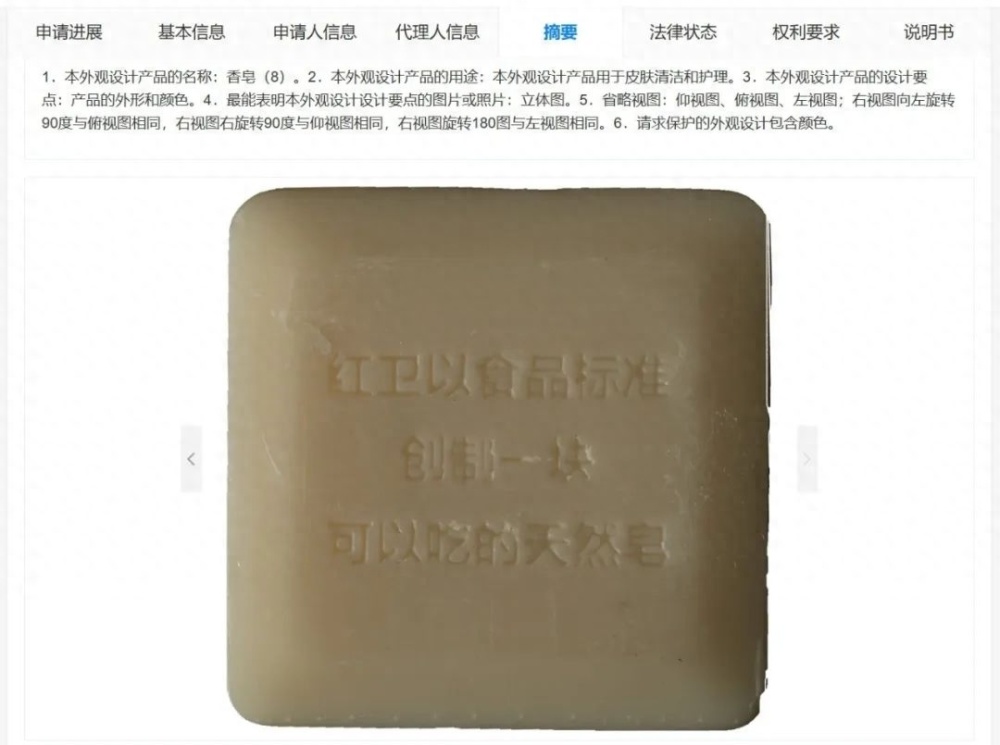 申请进展 基本信息 申请人信息 代理人信息 摘要 法律状态 权利要求 说明书
1．本外观设计产品的名称：香皂（8）。2．本外观设计产品的用途：本外观设计产品用于皮肤清洁和护理。3．本外观设计产品的设计要
点：产品的外形和颜色。4．最能表明本外观设计设计要点的图片或照片：立体图。5．省略视图：仰视图、俯视图、左视图；右视图向左旋转
90度与俯视图相同，右视图右旋转90度与仰视图相同，右视图旋转180图与左视图相同。6．请求保护的外观设计包含颜色。
红卫以食品标准
创制一块
可以吃的天然皂